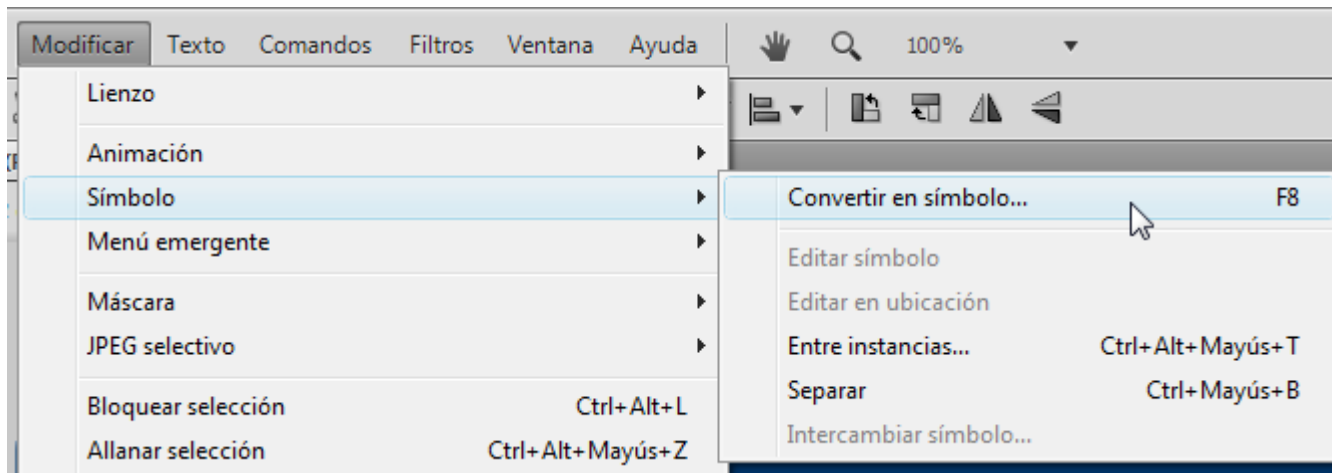 Modificar Texto Comandos Filtros Ventana Ayuda 100%
Lienzo
Animación
Símbolo
Menú emergente
Máscara
JPEG selectivo
Bloquear selección Ctrl+Alt+L
Allanar selección Ctrl+Alt+Mayús+Z
Convertir en símbolo... F8
Editar símbolo
Editar en ubicación
Entre instancias... Ctrl+Alt+Mayús+T
Separar Ctrl+Mayús+B
Intercambiar símbolo...